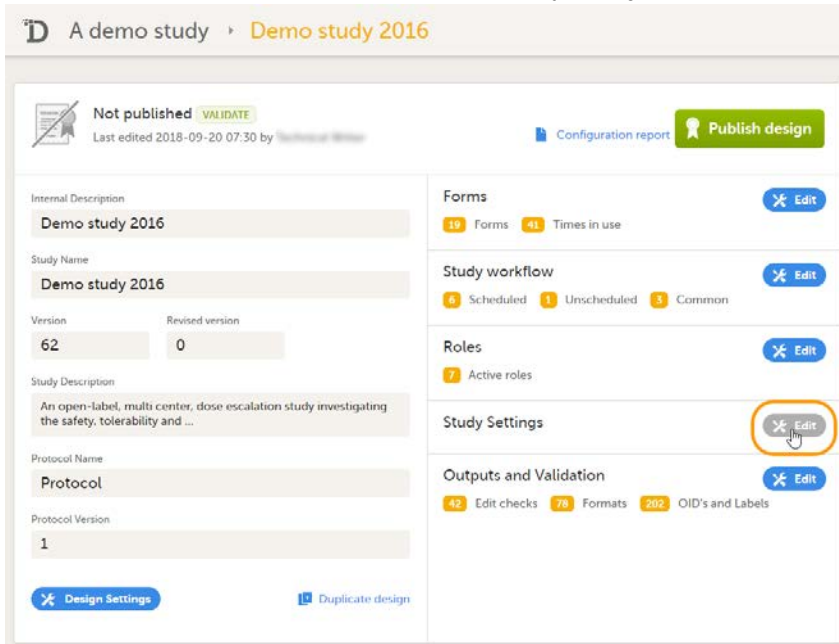 A demo study › Demo study 2016
Not published VALIDATE
Last edited 2018-09-20 07:30 by
Configuration report
Publish design
Internal Description
Demo study 2016
Study Name
Demo study 2016
Version Revised version
62 0
Study Description
An open-label, multi center, dose escalation study investigating
the safety, tolerability and ...
Protocol Name
Protocol
Protocol Version
1
Design Settings Duplicate design
Forms Edit
19 Forms 41 Times in use
Study workflow Edit
6 Scheduled 1 Unscheduled 3 Common
Roles Edit
7 Active roles
Study Settings Edit
Outputs and Validation Edit
42 Edit checks 78 Formats 202 OID's and Labels